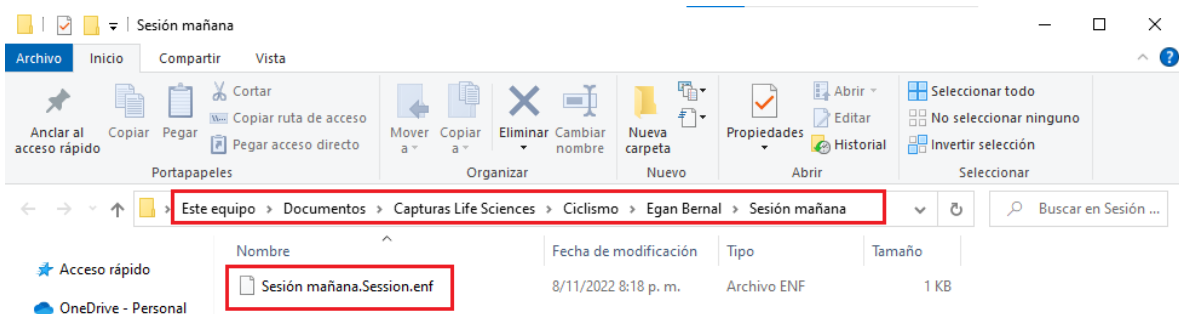 Sesión mañana
Archivo Inicio Compartir Vista
Anclar al acceso rápido
Copiar
Pegar
Cortar
Copiar ruta de acceso
Pegar acceso directo
Portapapeles
Mover a
Copiar a
Eliminar
Cambiar nombre
Organizar
Nueva carpeta
Nuevo
Propiedades
Abrir
Editar
Historial
Abrir
Seleccionar todo
No seleccionar ninguno
Invertir selección
Seleccionar
Este equipo > Documentos > Capturas Life Sciences > Ciclismo > Egan Bernal > Sesión mañana
Buscar en Sesión ...
Nombre Fecha de modificación Tipo Tamaño
Acceso rápido
Sesión mañana.Session.enf 8/11/2022 8:18 p. m. Archivo ENF 1 KB
OneDrive - Personal